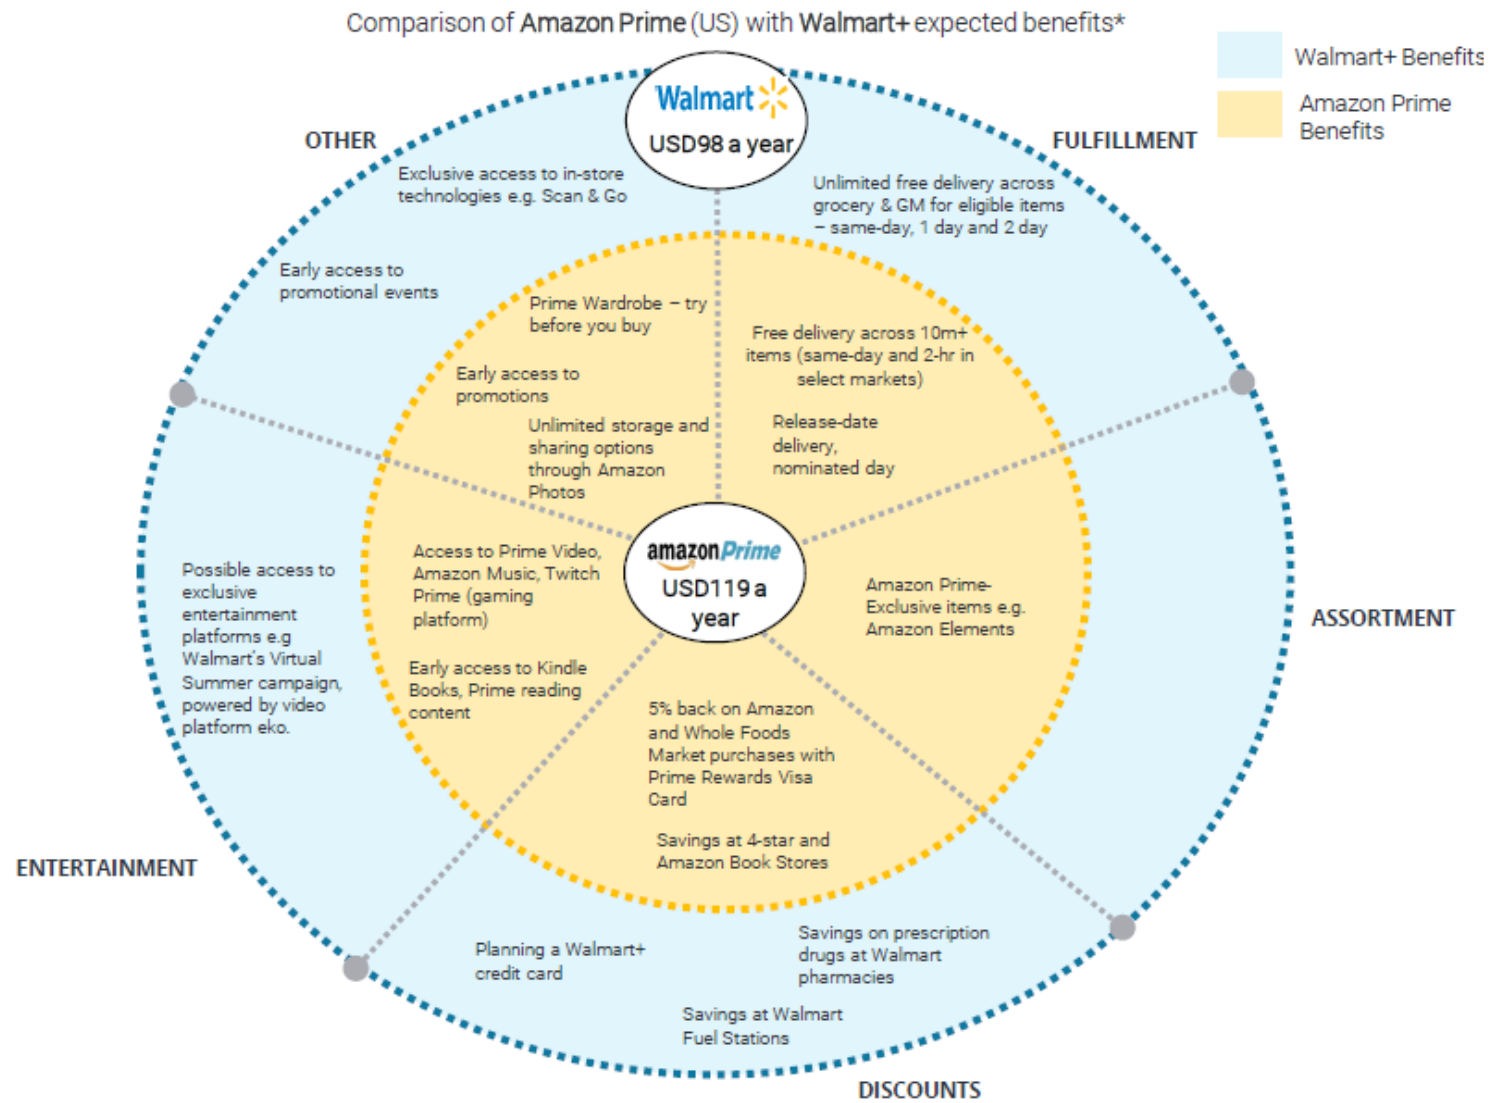 Comparison of Amazon Prime (US) with Walmart+ expected benefits*
Walmart+ Benefits
Amazon Prime
Benefits
Walmart
USD98 a year
OTHER
FULFILLMENT
Exclusive access to in-store
technologies e.g. Scan & Go
Unlimited free delivery across
grocery & GM for eligible items
– same-day, 1 day and 2 day
Early access to
promotional events
Prime Wardrobe – try
before you buy
Free delivery across 10m+
items (same-day and 2-hr in
select markets)
Early access to
promotions
Unlimited storage and
sharing options
through Amazon
Photos
Release-date
delivery,
nominated day
amazonPrime
USD119 a
year
Access to Prime Video,
Amazon Music, Twitch
Prime (gaming
platform)
Early access to Kindle
Books, Prime reading
content
Possible access to
exclusive
entertainment
platforms e.g
Walmart's Virtual
Summer campaign,
powered by video
platform eko.
Amazon Prime-
Exclusive items e.g.
Amazon Elements
ASSORTMENT
5% back on Amazon
and Whole Foods
Market purchases with
Prime Rewards Visa
Card
Savings at 4-star and
Amazon Book Stores
ENTERTAINMENT
Planning a Walmart+
credit card
Savings on prescription
drugs at Walmart
pharmacies
Savings at Walmart
Fuel Stations
DISCOUNTS